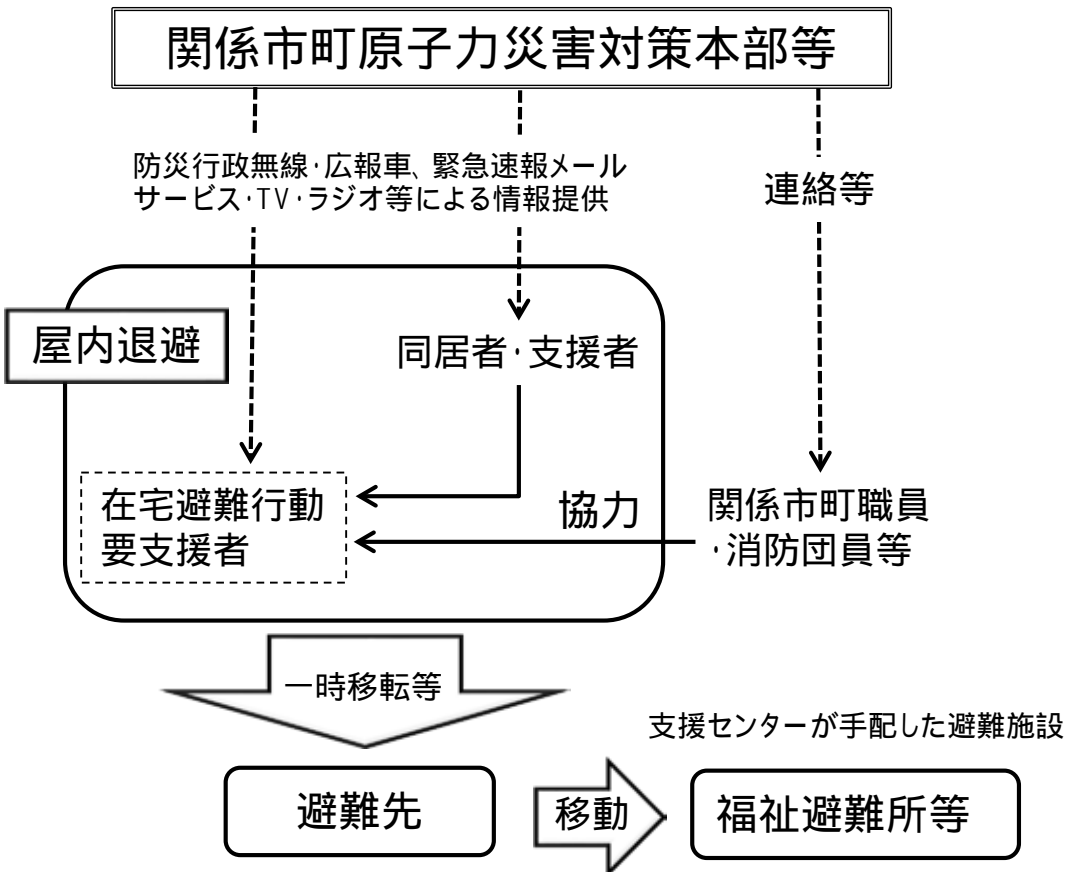 関係市町原子力災害対策本部等
防災行政無線･広報車、緊急速報メール
サービス･TV･ラジオ等による情報提供
連絡等
屋内退避
同居者･支援者
在宅避難行動
要支援者
協力
関係市町職員
･消防団員等
一時移転等
支援センターが手配した避難施設
避難先
移動
福祉避難所等